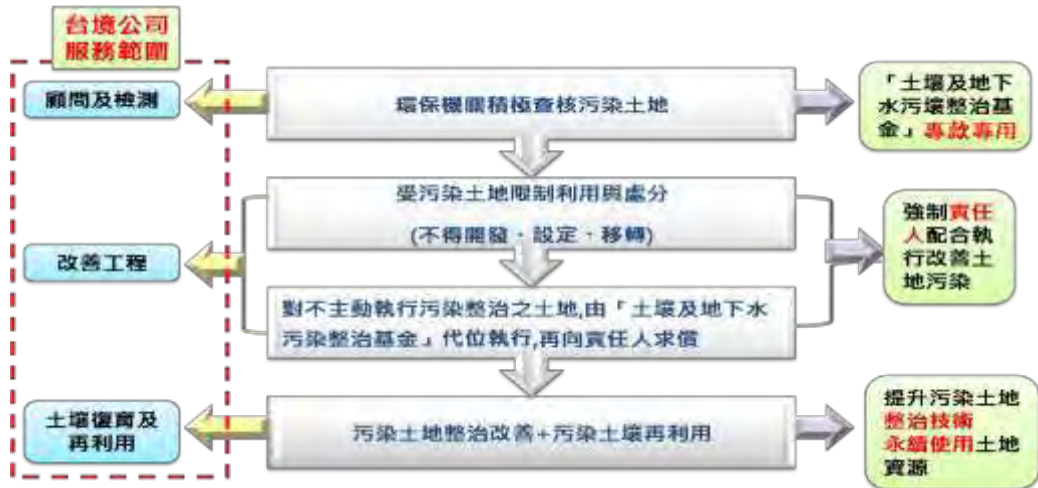 台境公司
服務範圍
顧問及檢測
環保機關積極查核污染土地
「土壤及地下
水污壞整治基
金」專款專用
受污染土地限制利用與處分
(不得開發、設定、移轉)
改善工程
強制責任
人配合執
行改善土
地污染
對不主動執行污染整治之土地,由「土壤及地下水
污染整治基金」代位執行,再向責任人求償
土壤復育及
再利用
污染土地整治改善+污染土壤再利用
提升污染土地
整治技術
永續使用土地
資源